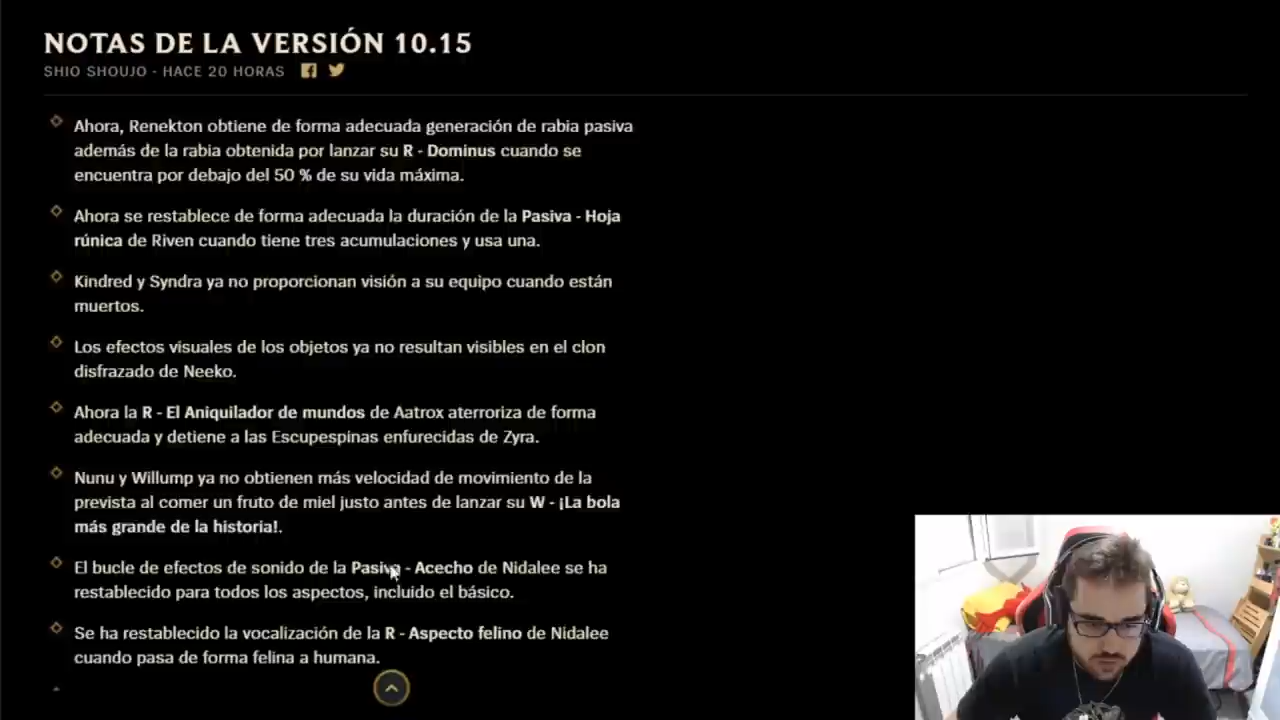 NOTAS DE LA VERSIÓN 10.15
SHIO SHOUJO - HACE 20 HORAS
Ahora, Renekton obtiene de forma adecuada generación de rabia pasiva
además de la rabia obtenida por lanzar su R - Dominus cuando se
encuentra por debajo del 50 % de su vida máxima.
Ahora se restablece de forma adecuada la duración de la Pasiva - Hoja
rúnica de Riven cuando tiene tres acumulaciones y usa una.
Kindred y Syndra ya no proporcionan visión a su equipo cuando están
muertos.
Los efectos visuales de los objetos ya no resultan visibles en el clon
disfrazado de Neeko.
Ahora la R - El Aniquilador de mundos de Aatrox aterroriza de forma
adecuada y detiene a las Escupespinas enfurecidas de Zyra.
Nunu y Willump ya no obtienen más velocidad de movimiento de la
prevista al comer un fruto de miel justo antes de lanzar su W - ¡La bola
más grande de la historia!.
El bucle de efectos de sonido de la Pasiva - Acecho de Nidalee se ha
restablecido para todos los aspectos, incluido el básico.
Se ha restablecido la vocalización de la R - Aspecto felino de Nidalee
cuando pasa de forma felina a humana.